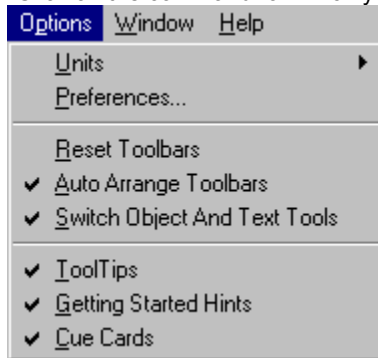 Options Window Help
Units
Preferences...
Reset Toolbars
Auto Arrange Toolbars
Switch Object And Text Tools
ToolTips
Getting Started Hints
Cue Cards